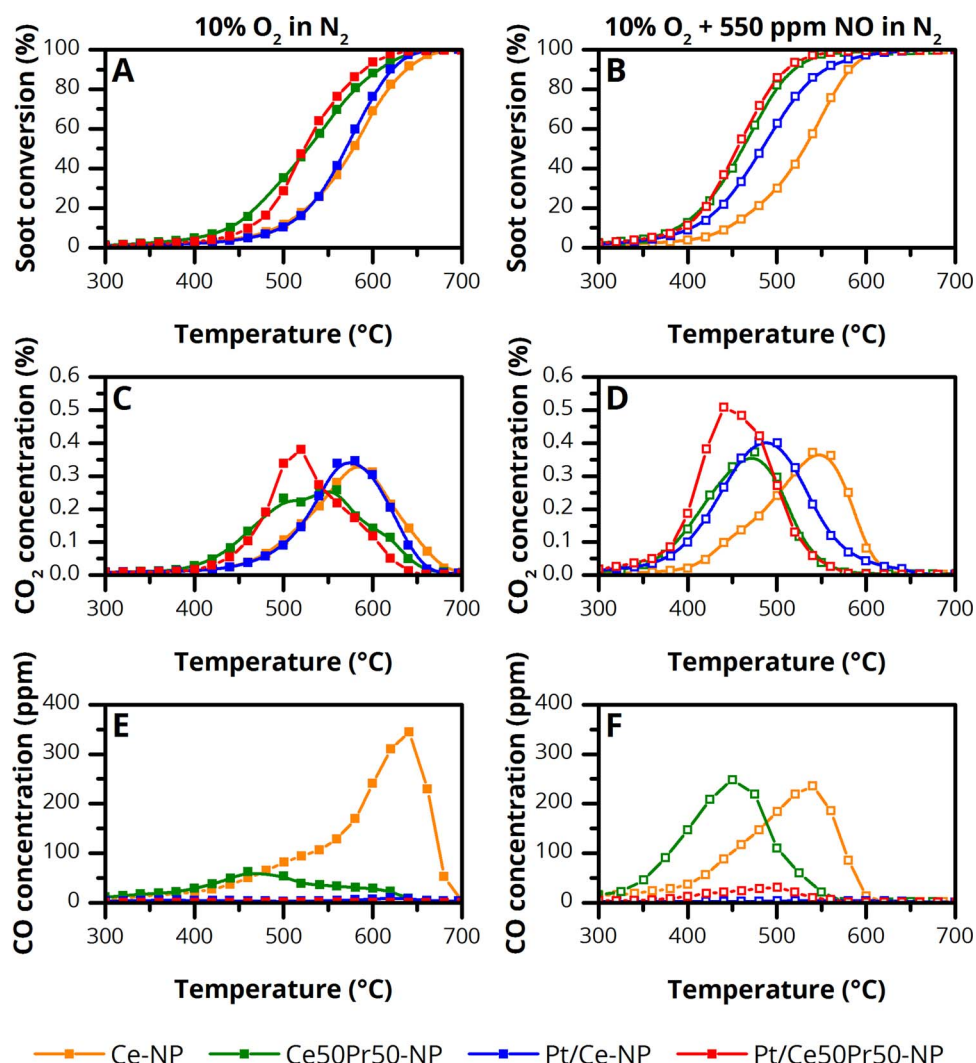 10% O₂ in N₂
10% O₂ + 550 ppm NO in N₂
A
Soot conversion (%)
100
80
60
40
20
0
300 400 500 600 700
Temperature (°C)
B
Soot conversion (%)
100
80
60
40
20
0
300 400 500 600 700
Temperature (°C)
C
CO₂ concentration (%)
0.6
0.5
0.4
0.3
0.2
0.1
0.0
300 400 500 600 700
Temperature (°C)
D
CO₂ concentration (%)
0.6
0.5
0.4
0.3
0.2
0.1
0.0
300 400 500 600 700
Temperature (°C)
E
CO concentration (ppm)
400
300
200
100
0
300 400 500 600 700
Temperature (°C)
F
CO concentration (ppm)
400
300
200
100
0
300 400 500 600 700
Temperature (°C)
Ce-NP Ce50Pr50-NP Pt/Ce-NP Pt/Ce50Pr50-NP